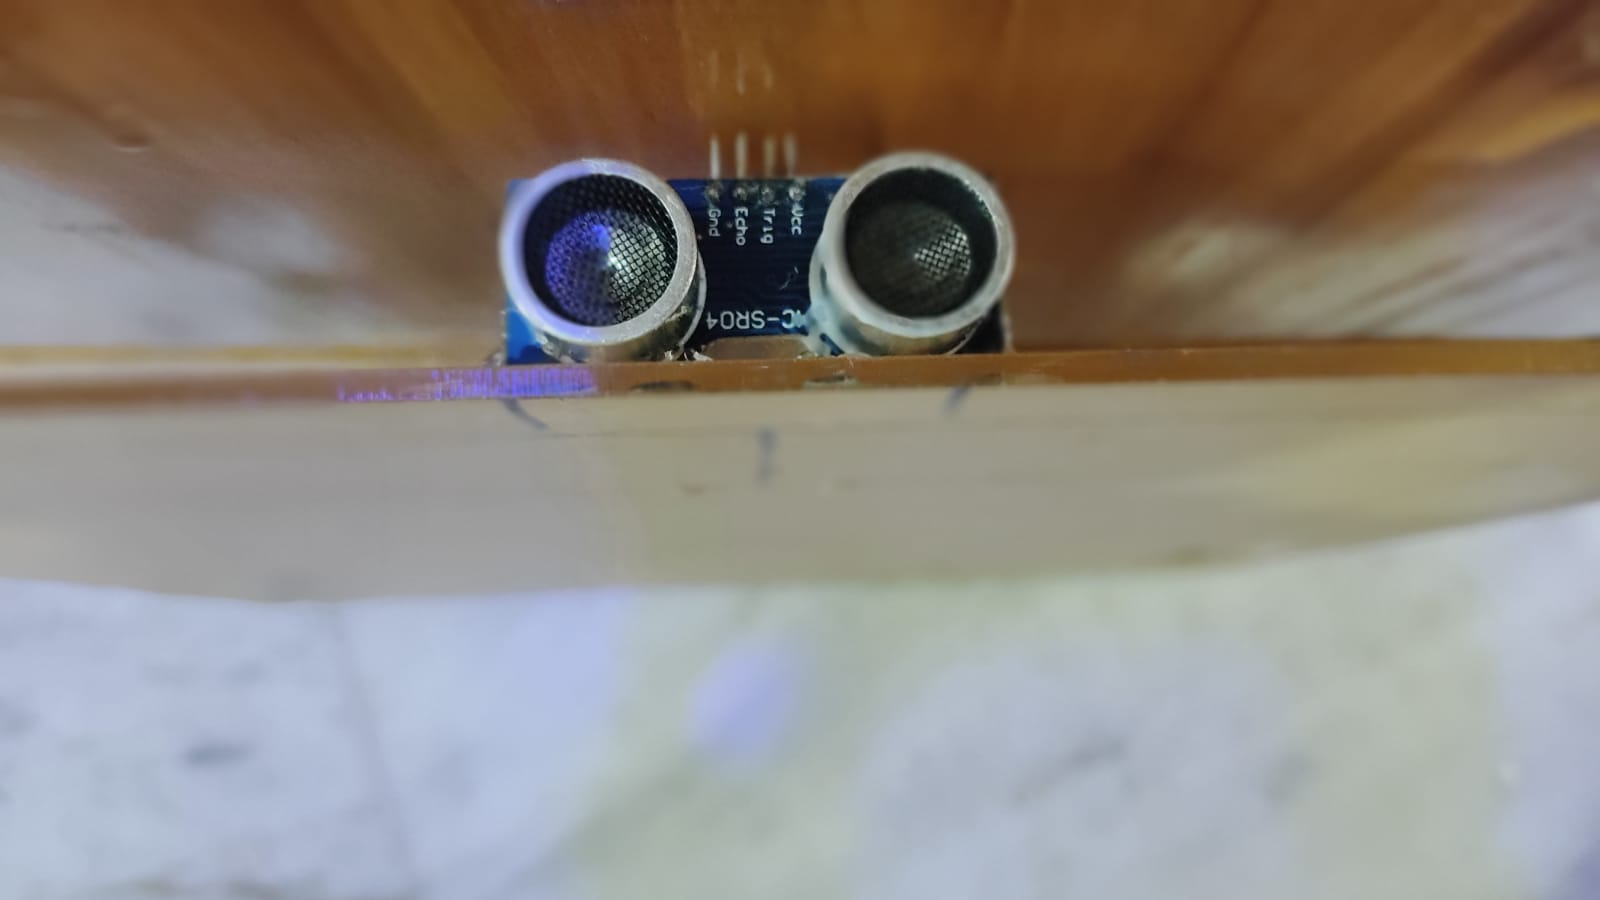 Vcc
Trig
Echo
Gnd
C-SR04